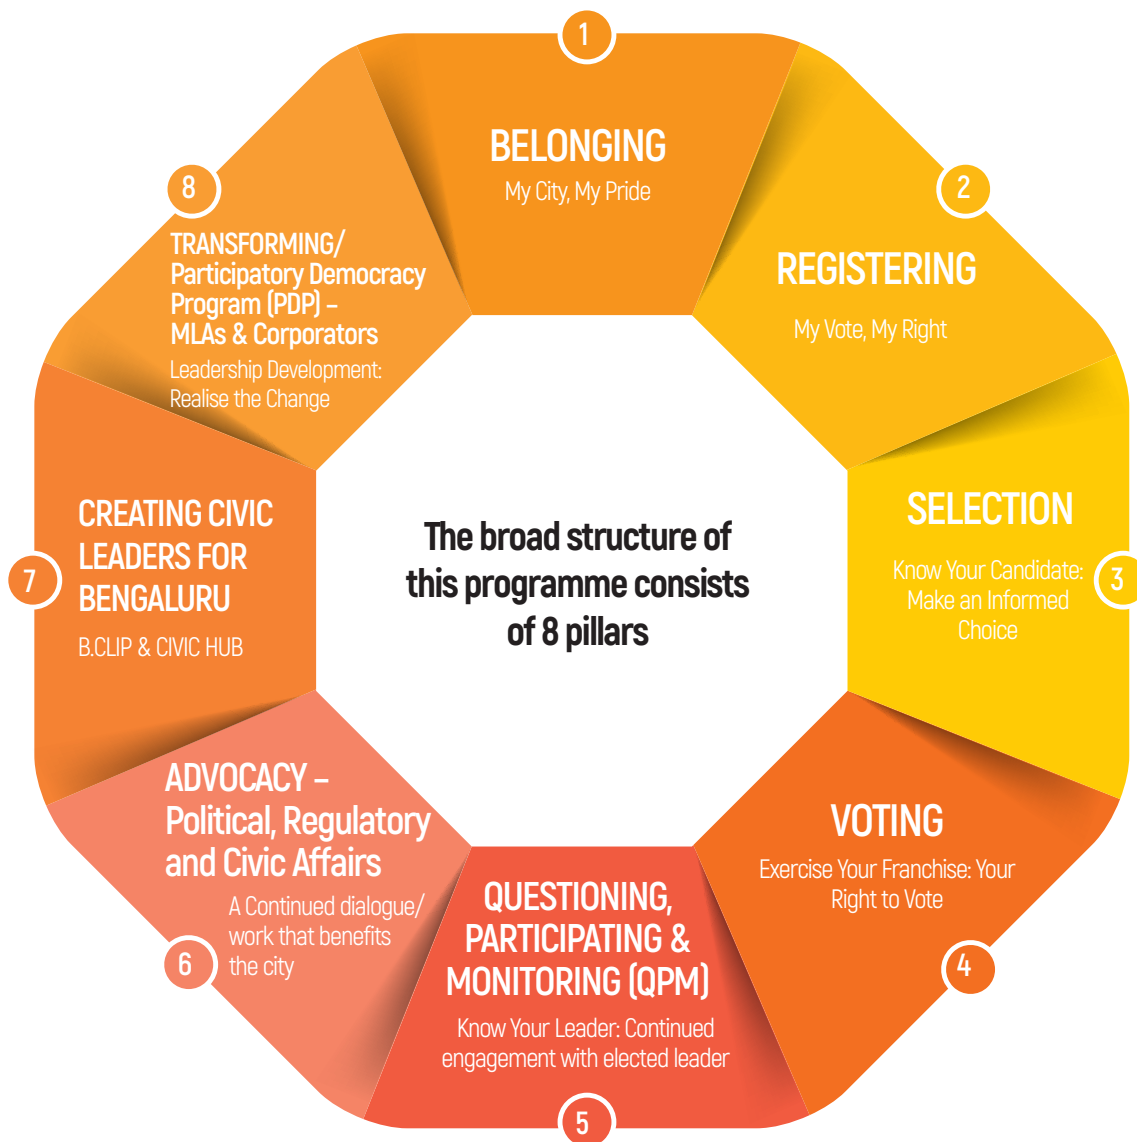 1
BELONGING
My City, My Pride
2
REGISTERING
My Vote, My Right
3
SELECTION
Know Your Candidate:
Make an Informed
Choice
4
VOTING
Exercise Your Franchise: Your
Right to Vote
5
QUESTIONING,
PARTICIPATING &
MONITORING (QPM)
Know Your Leader: Continued
engagement with elected leader
6
ADVOCACY –
Political, Regulatory
and Civic Affairs
A Continued dialogue/
work that benefits
the city
7
CREATING CIVIC
LEADERS FOR
BENGALURU
B.CLIP & CIVIC HUB
8
TRANSFORMING/
Participatory Democracy
Program (PDP) –
MLAs & Corporators
Leadership Development:
Realise the Change
The broad structure of
this programme consists
of 8 pillars